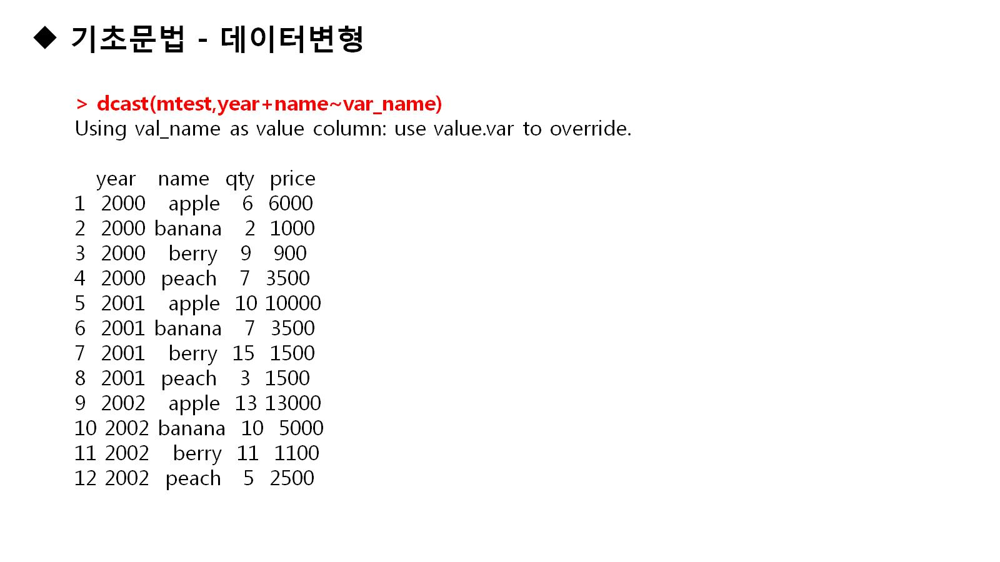 ◆ 기초문법 - 데이터변형
> dcast(mtest,year+name~var_name)
Using val_name as value column: use value.var to override.
year name qty price
1 2000 apple 6 6000
2 2000 banana 2 1000
3 2000 berry 9 900
4 2000 peach 7 3500
5 2001 apple 10 10000
6 2001 banana 7 3500
7 2001 berry 15 1500
8 2001 peach 3 1500
9 2002 apple 13 13000
10 2002 banana 10 5000
11 2002 berry 11 1100
12 2002 peach 5 2500